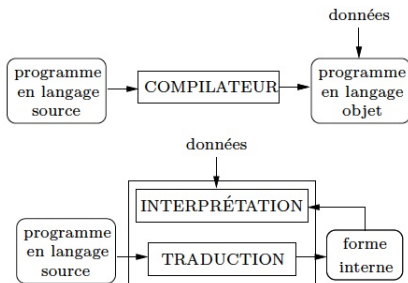 données
programme
en langage
source
COMPILATEUR
programme
en langage
objet
données
INTERPRÉTATION
programme
en langage
source
TRADUCTION
forme
interne